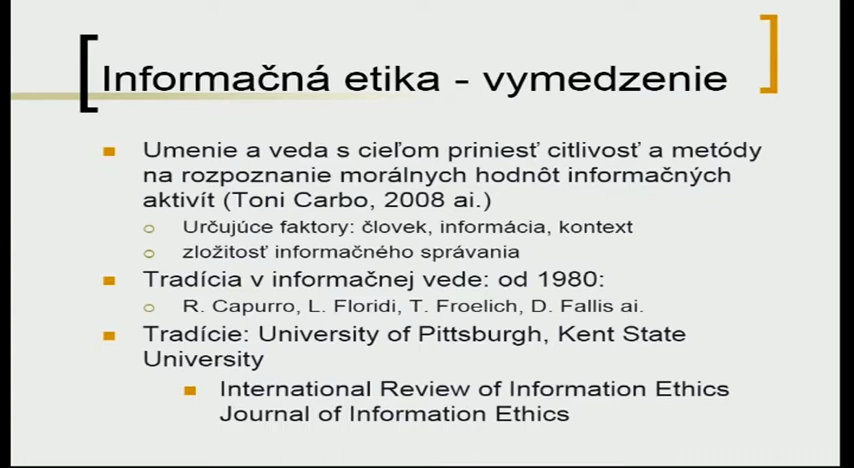 Informačná etika - vymedzenie
Umenie a veda s cieľom priniesť citlivosť a metódy
na rozpoznanie morálnych hodnôt informačných
aktivít (Toni Carbo, 2008 ai.)
Určujúce faktory: človek, informácia, kontext
zložitosť informačného správania
Tradícia v informačnej vede: od 1980:
R. Capurro, L. Floridi, T. Froelich, D. Fallis ai.
Tradície: University of Pittsburgh, Kent State
University
International Review of Information Ethics
Journal of Information Ethics